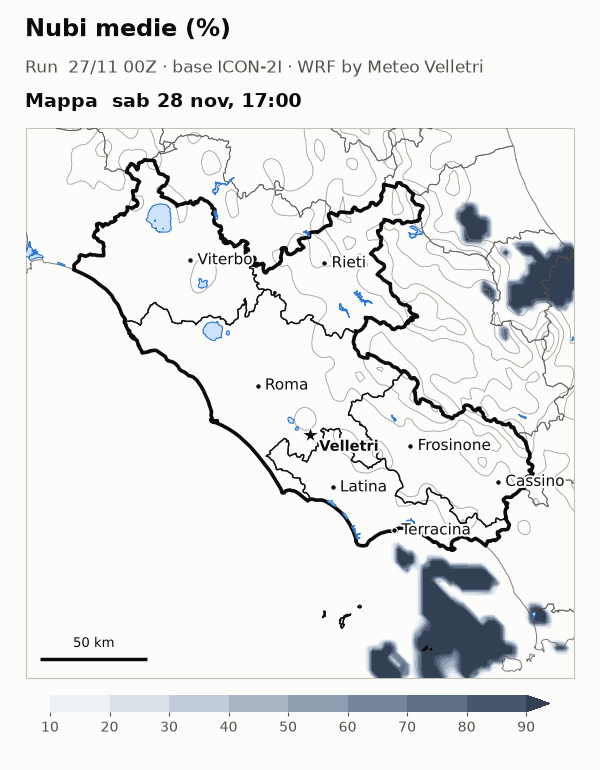 Nubi medie (%)
Run  27/11 00Z · base ICON-2I · WRF by Meteo Velletri
Mappa  sab 28 nov, 17:00
Viterbo
Rieti
Roma
Velletri
Frosinone
Latina
Cassino
Terracina
50 km
10 20 30 40 50 60 70 80 90